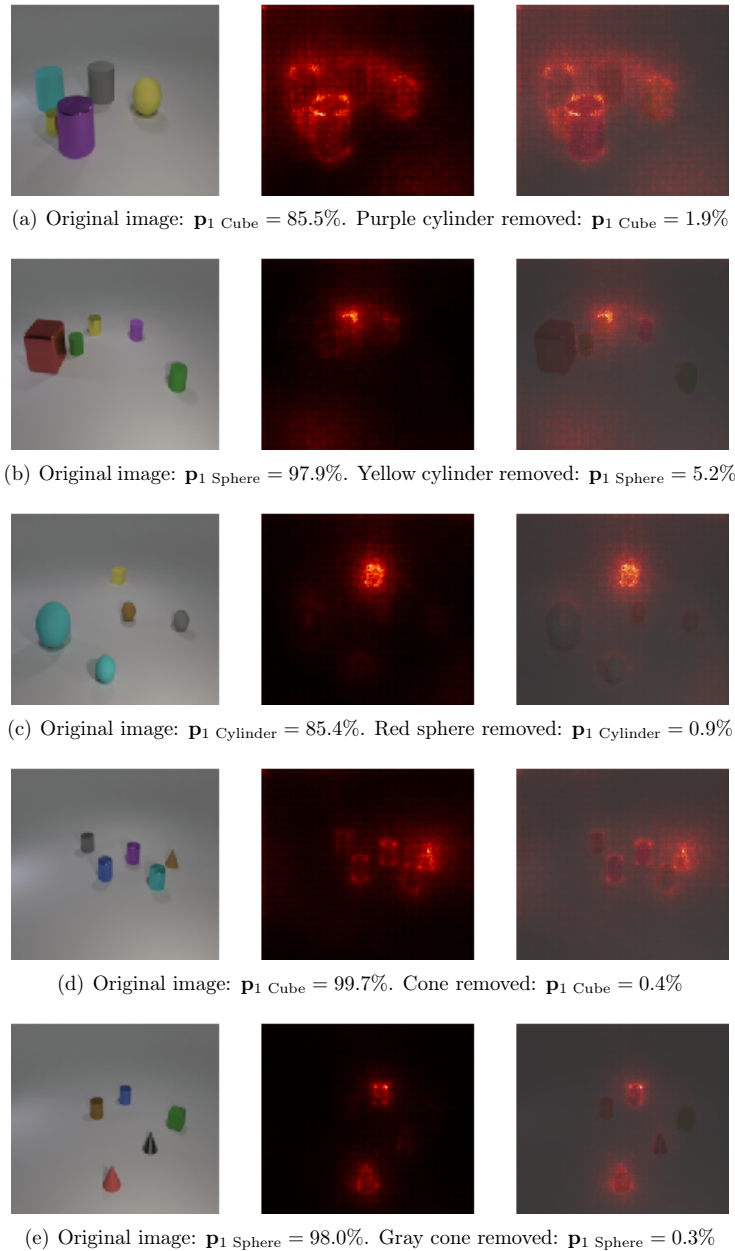 (a) Original image: p1 Cube = 85.5%. Purple cylinder removed: p1 Cube = 1.9%
(b) Original image: p1 Sphere = 97.9%. Yellow cylinder removed: p1 Sphere = 5.2%
(c) Original image: p1 Cylinder = 85.4%. Red sphere removed: p1 Cylinder = 0.9%
(d) Original image: p1 Cube = 99.7%. Cone removed: p1 Cube = 0.4%
(e) Original image: p1 Sphere = 98.0%. Gray cone removed: p1 Sphere = 0.3%